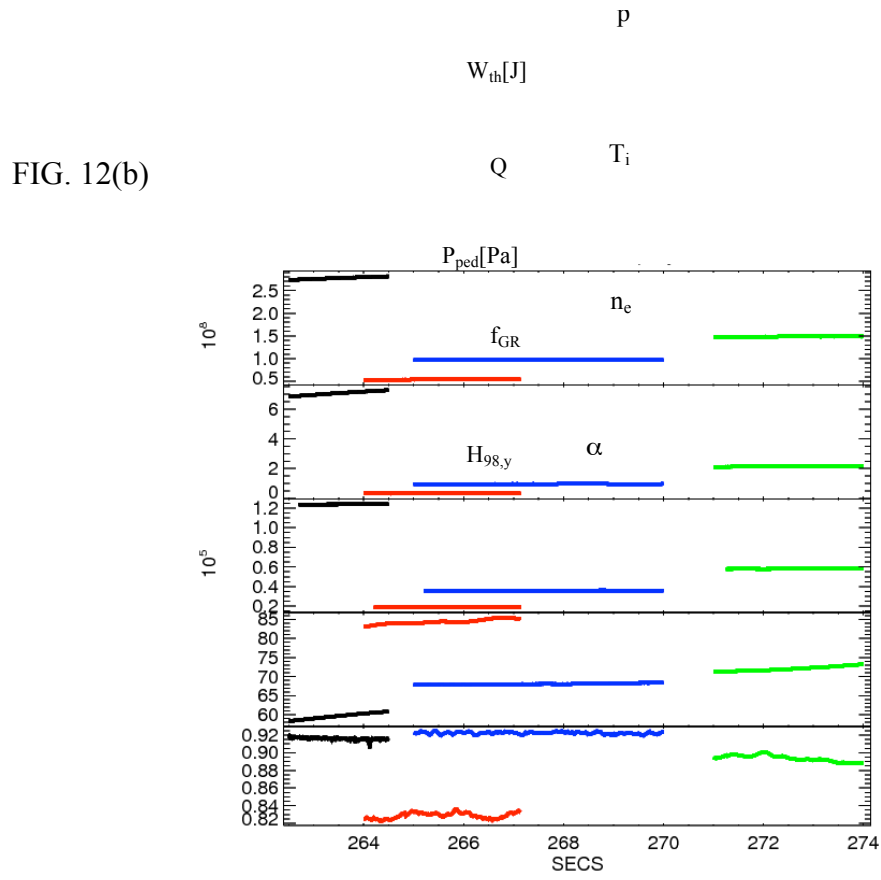 p
W_th[J]
FIG. 12(b)
Q
T_i
P_ped[Pa]
n_e
f_GR
H_98,y
α
10^8
2.5
2.0
1.5
1.0
0.5
6
4
2
0
10^5
1.2
1.0
0.8
0.6
0.4
0.2
85
80
75
70
65
60
0.92
0.90
0.88
0.86
0.84
0.82
264 266 268 270 272 274
SECS